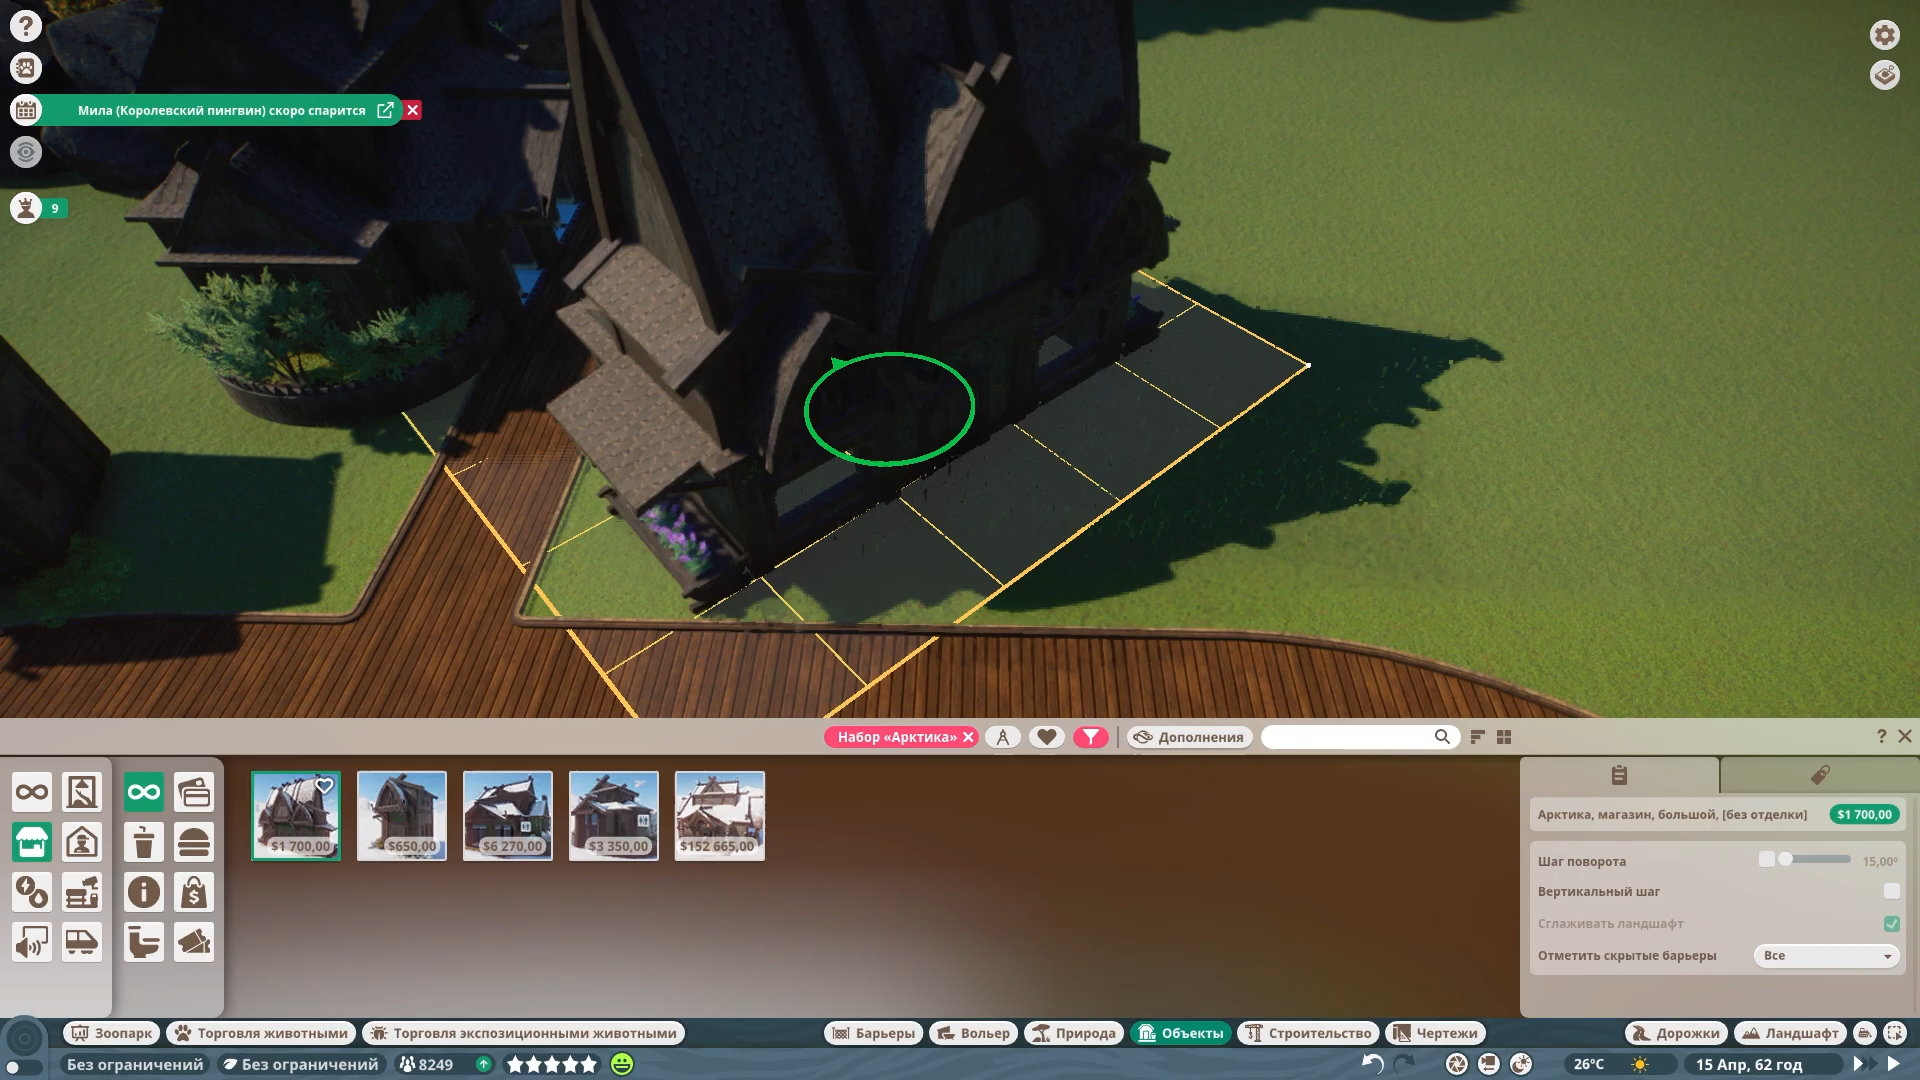 Мила (Королевский пингвин) скоро спарится
9
Набор «Арктика»
Дополнения
?
?
$1 700,00
$650,00
$6 270,00
$3 350,00
$152 665,00
Арктика, магазин, большой, [без отделки] $1 700,00
Шаг поворота 15,00°
Вертикальный шаг
Сглаживать ландшафт
Отметить скрытые барьеры Все
Зоопарк Торговля животными Торговля экспозиционными животными Барьеры Вольер Природа Объекты Строительство Чертежи Дорожки Ландшафт
Без ограничений Без ограничений 8249 26°C 15 Апр, 62 год